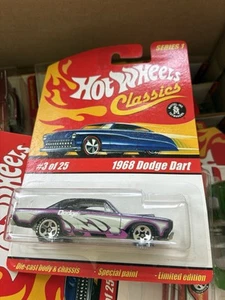 SERIES 1
Hot Wheels
Classics
#3 of 25
1968 Dodge Dart
Dodge
Die-cast body & chassis
Special paint
Limited edition